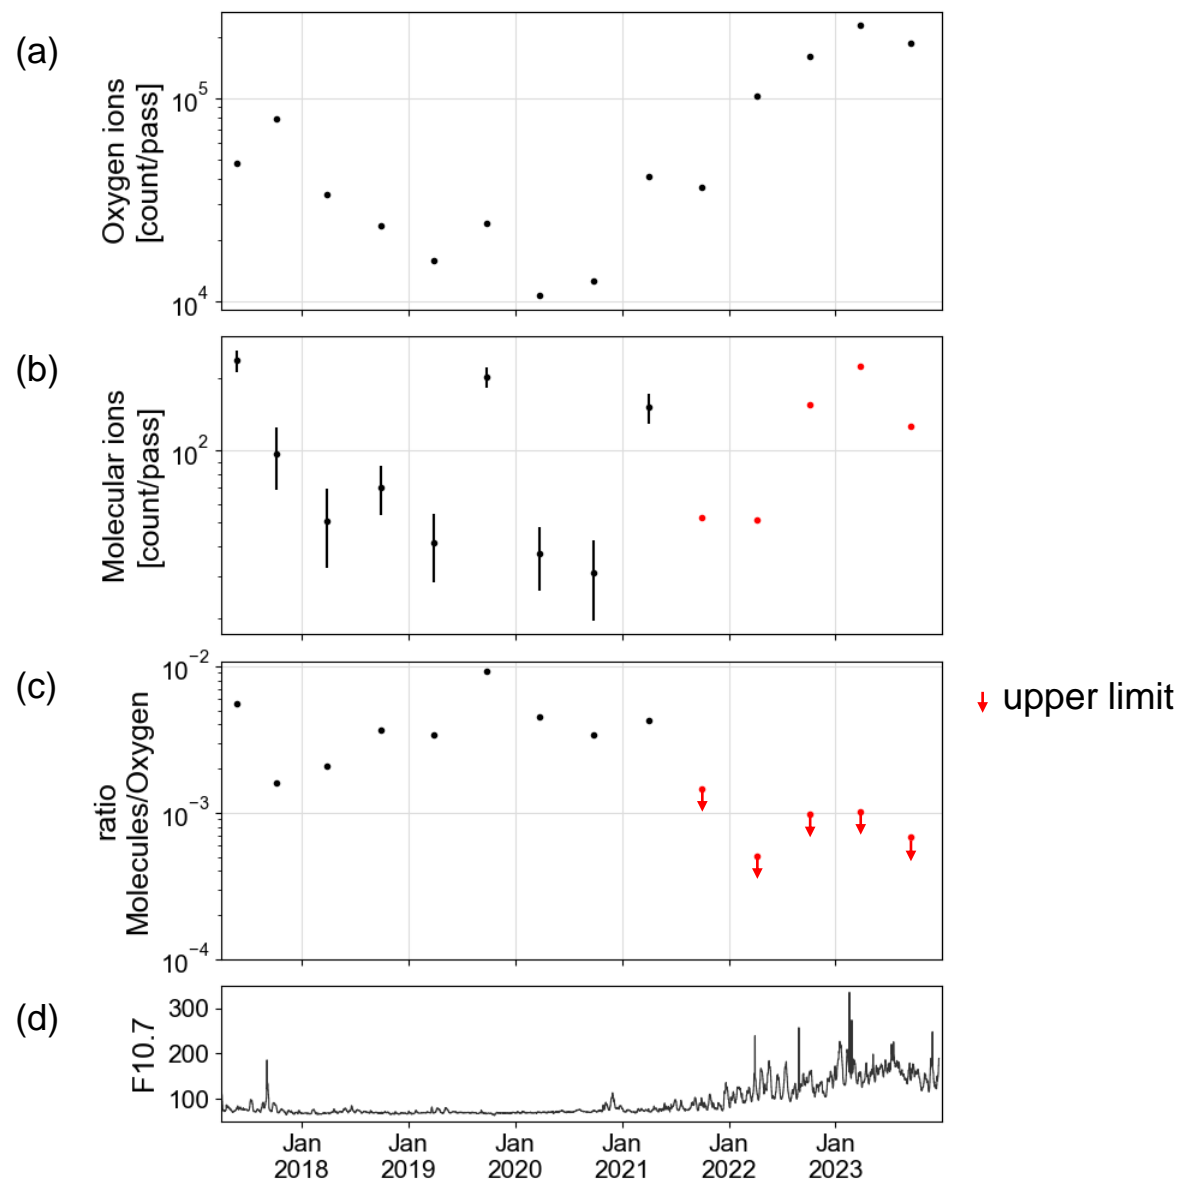 (a)
Oxygen ions
[count/pass]
10^5
10^4
(b)
Molecular ions
[count/pass]
10^2
(c)
ratio
Molecules/Oxygen
10^−2
10^−3
10^−4
upper limit
(d)
F10.7
300
200
100
Jan Jan Jan Jan Jan Jan
2018 2019 2020 2021 2022 2023